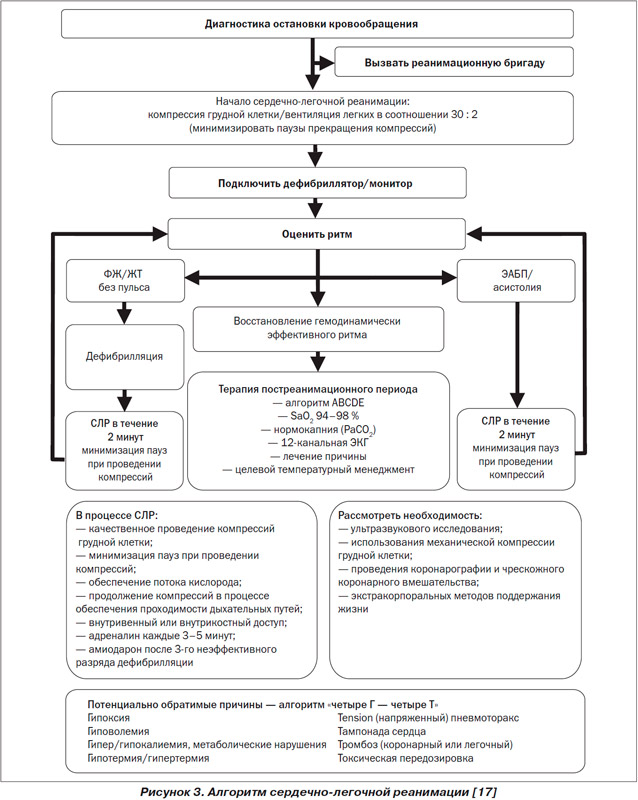 Диагностика остановки кровообращения
Вызвать реанимационную бригаду
Начало сердечно-легочной реанимации:
компрессия грудной клетки/вентиляция легких в соотношении 30 : 2
(минимизировать паузы прекращения компрессий)
Подключить дефибриллятор/монитор
Оценить ритм
ФЖ/ЖТ
без пульса
ЭАБП/
асистолия
Восстановление гемодинамически
эффективного ритма
Дефибрилляция
Терапия постреанимационного периода
— алгоритм ABCDE
— SaO2 94–98 %
— нормокапния (PaCO2)
— 12-канальная ЭКГ
— лечение причины
— целевой температурный менеджмент
СЛР в течение
2 минут
минимизация пауз
при проведении
компрессий
СЛР в течение
2 минут
минимизация пауз
при проведении
компрессий
В процессе СЛР:
— качественное проведение компрессий
грудной клетки;
— минимизация пауз при проведении
компрессий;
— обеспечение потока кислорода;
— продолжение компрессий в процессе
обеспечения проходимости дыхательных путей;
— внутривенный или внутрикостный доступ;
— адреналин каждые 3–5 минут;
— амиодарон после 3-го неэффективного
разряда дефибрилляции
Рассмотреть необходимость:
— ультразвукового исследования;
— использования механической компрессии
грудной клетки;
— проведения коронарографии и чрескожного
коронарного вмешательства;
— экстракорпоральных методов поддержания
жизни
Потенциально обратимые причины — алгоритм «четыре Г — четыре Т»
Гипоксия
Гиповолемия
Гипер/гипокалиемия, метаболические нарушения
Гипотермия/гипертермия
Tension (напряженный) пневмоторакс
Тампонада сердца
Тромбоз (коронарный или легочный)
Токсическая передозировка
Рисунок 3. Алгоритм сердечно-легочной реанимации [17]